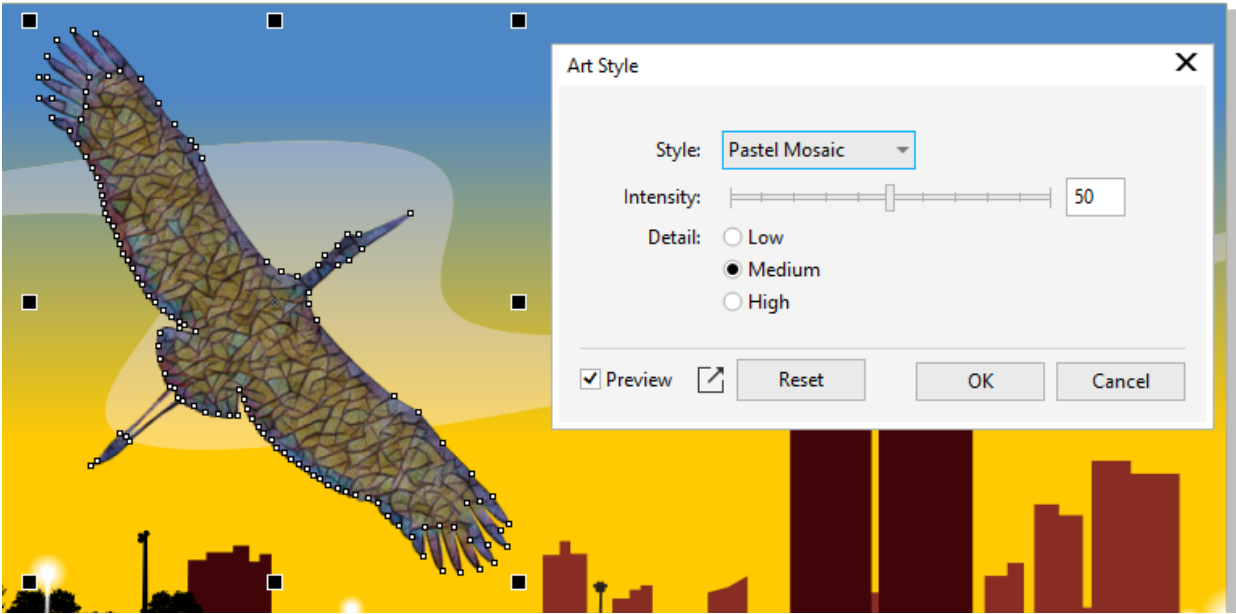 Art Style
Style: Pastel Mosaic
Intensity: 50
Detail: Low
Medium
High
Preview Reset OK Cancel